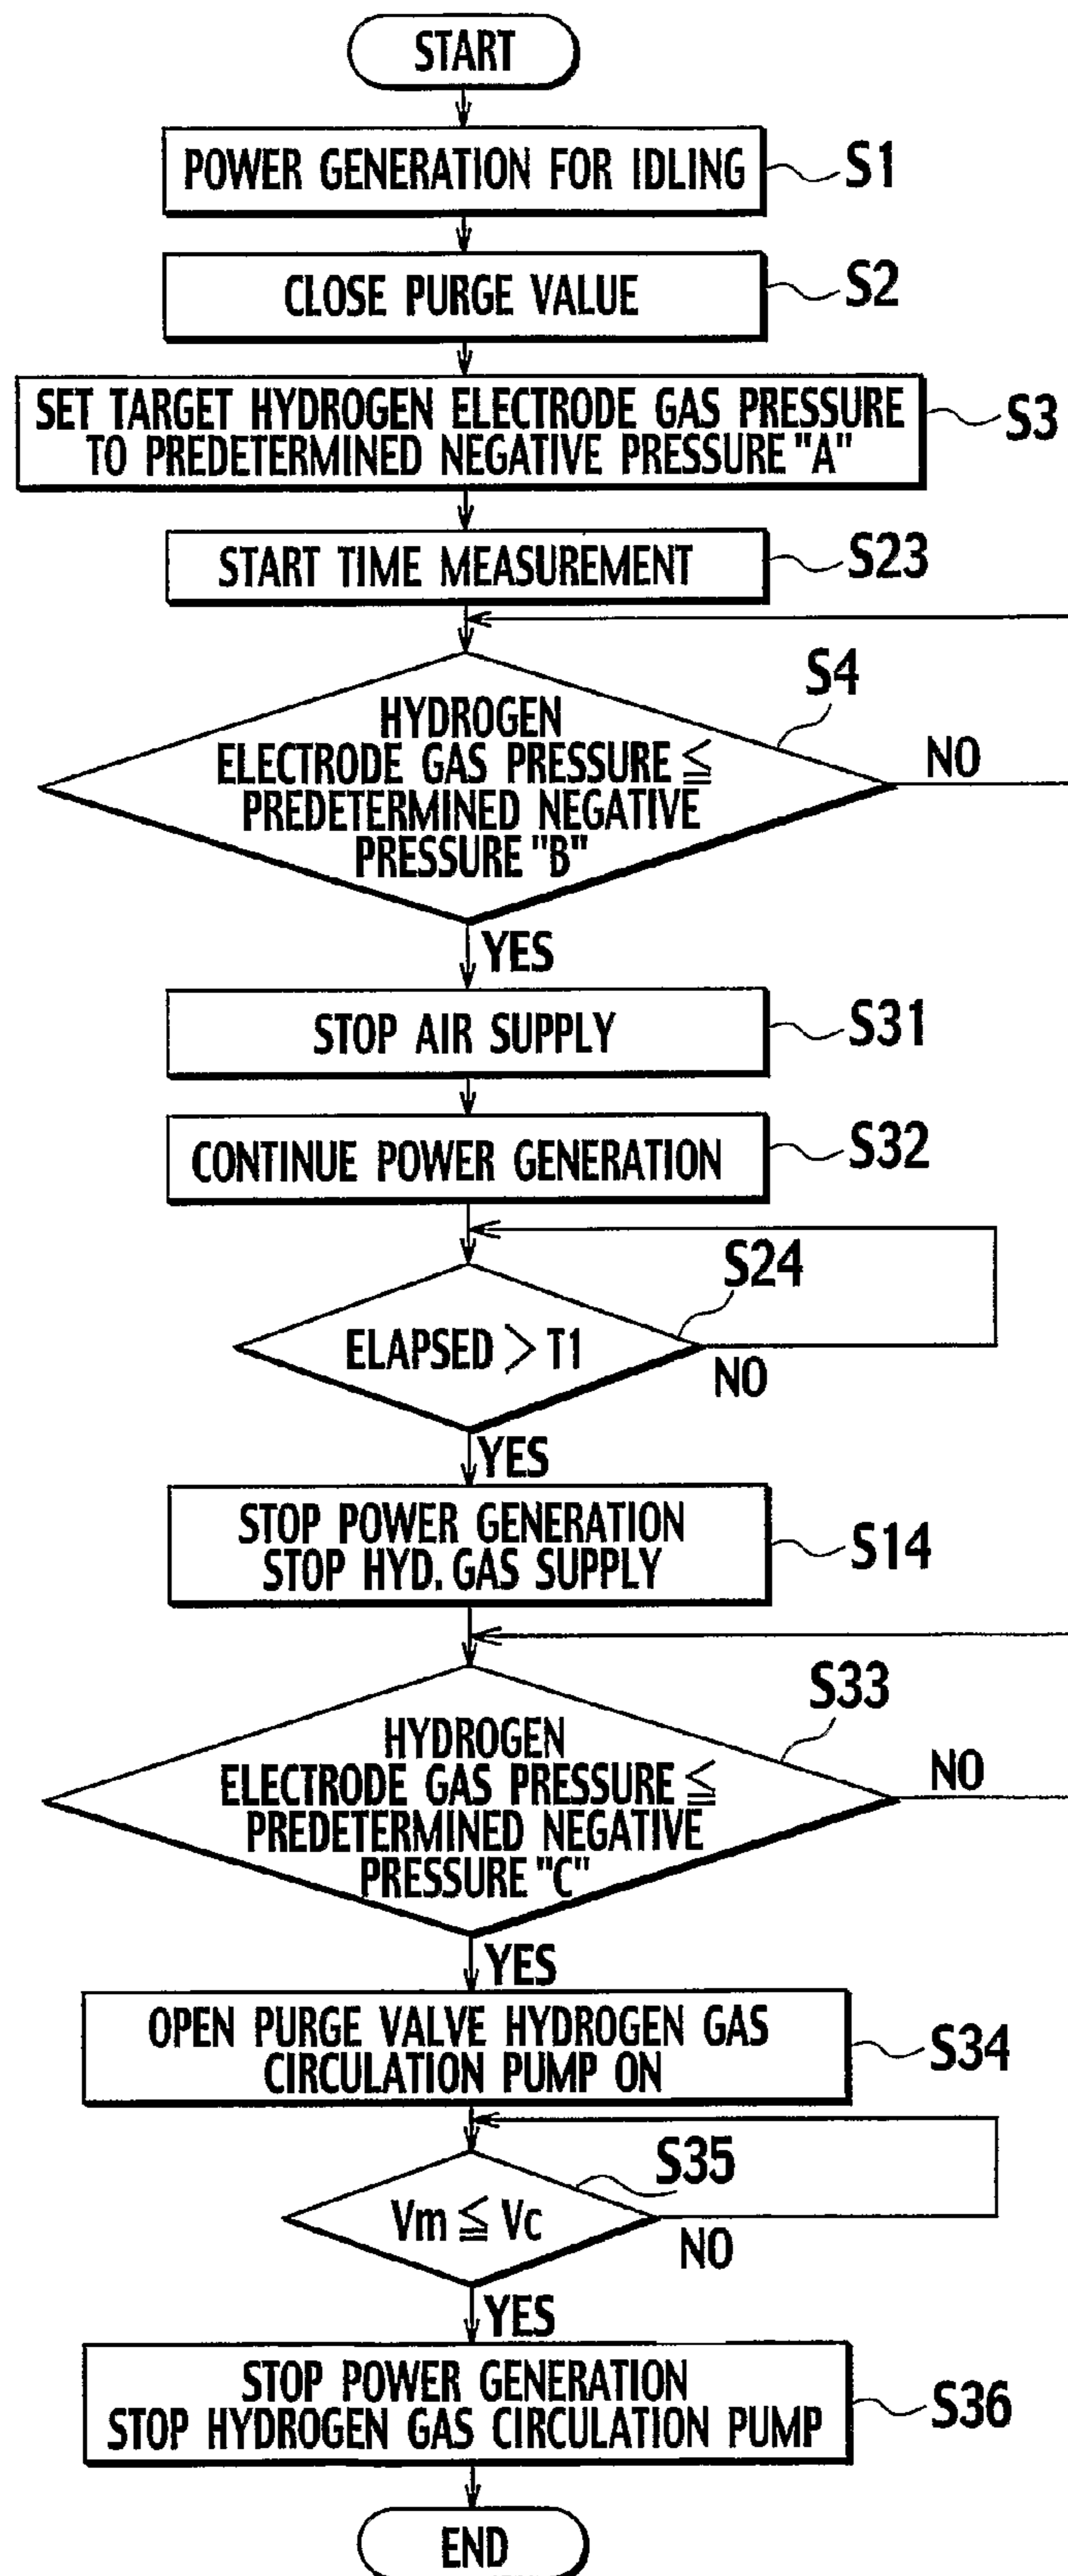 START
POWER GENERATION FOR IDLING
S1
CLOSE PURGE VALUE
S2
SET TARGET HYDROGEN ELECTRODE GAS PRESSURE
TO PREDETERMINED NEGATIVE PRESSURE "A"
S3
START TIME MEASUREMENT
S23
S4
HYDROGEN
ELECTRODE GAS PRESSURE ≦
PREDETERMINED NEGATIVE
PRESSURE "B"
NO
YES
STOP AIR SUPPLY
S31
CONTINUE POWER GENERATION
S32
S24
ELAPSED > T1
NO
YES
STOP POWER GENERATION
STOP HYD. GAS SUPPLY
S14
S33
HYDROGEN
ELECTRODE GAS PRESSURE ≦
PREDETERMINED NEGATIVE
PRESSURE "C"
NO
YES
OPEN PURGE VALVE HYDROGEN GAS
CIRCULATION PUMP ON
S34
S35
Vm ≦ Vc
NO
YES
STOP POWER GENERATION
STOP HYDROGEN GAS CIRCULATION PUMP
S36
END